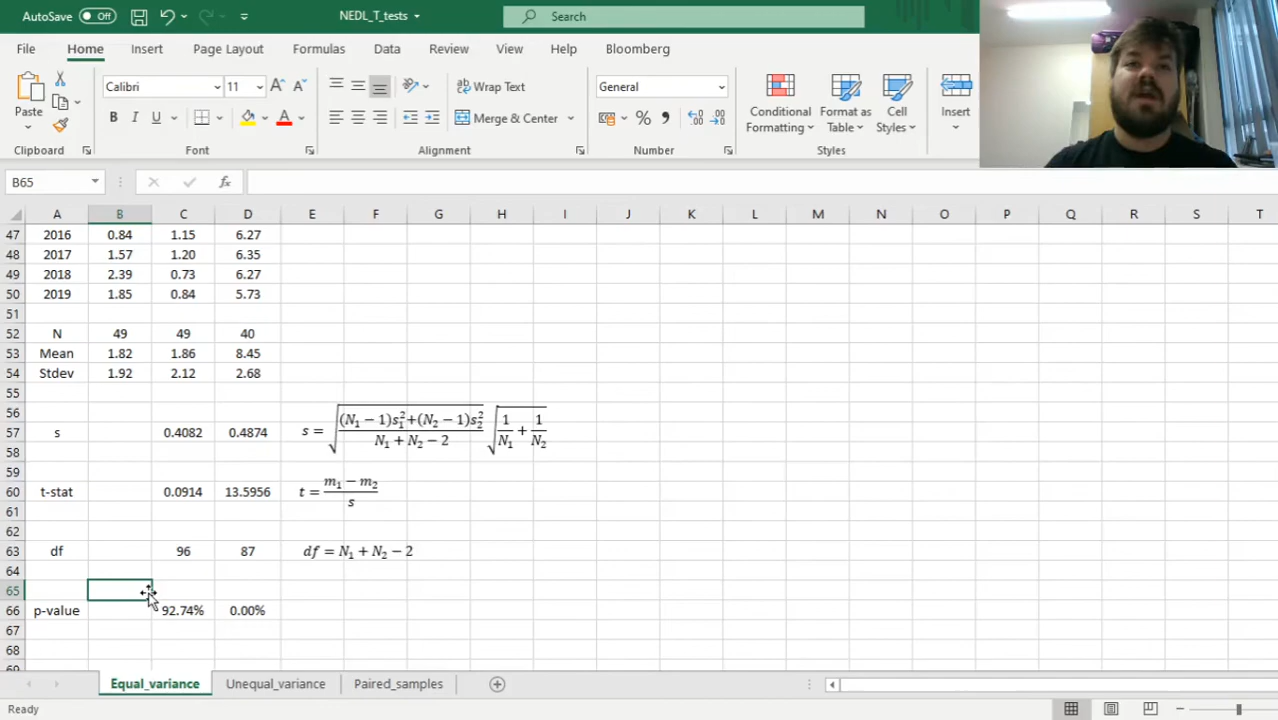 AutoSave Off NEDL_T_tests Search
File Home Insert Page Layout Formulas Data Review View Help Bloomberg
Paste Calibri 11 A A Wrap Text General Conditional Formatting Format as Table Cell Styles Insert
B I U A Merge & Center % ,
Clipboard Font Alignment Number Styles
B65 fx
A B C D E F G H I J K L M N O P Q R S T
47 2016 0.84 1.15 6.27
48 2017 1.57 1.20 6.35
49 2018 2.39 0.73 6.27
50 2019 1.85 0.84 5.73
51
52 N 49 49 40
53 Mean 1.82 1.86 8.45
54 Stdev 1.92 2.12 2.68
55
56
57 s 0.4082 0.4874 s = √((N₁ − 1)s₁²+(N₂ − 1)s₂² / N₁ + N₂ − 2) √(1/N₁ + 1/N₂)
58
59
60 t-stat 0.0914 13.5956 t = m₁ − m₂ / s
61
62
63 df 96 87 df = N₁ + N₂ − 2
64
65
66 p-value 92.74% 0.00%
67
68
69
Equal_variance Unequal_variance Paired_samples
Ready